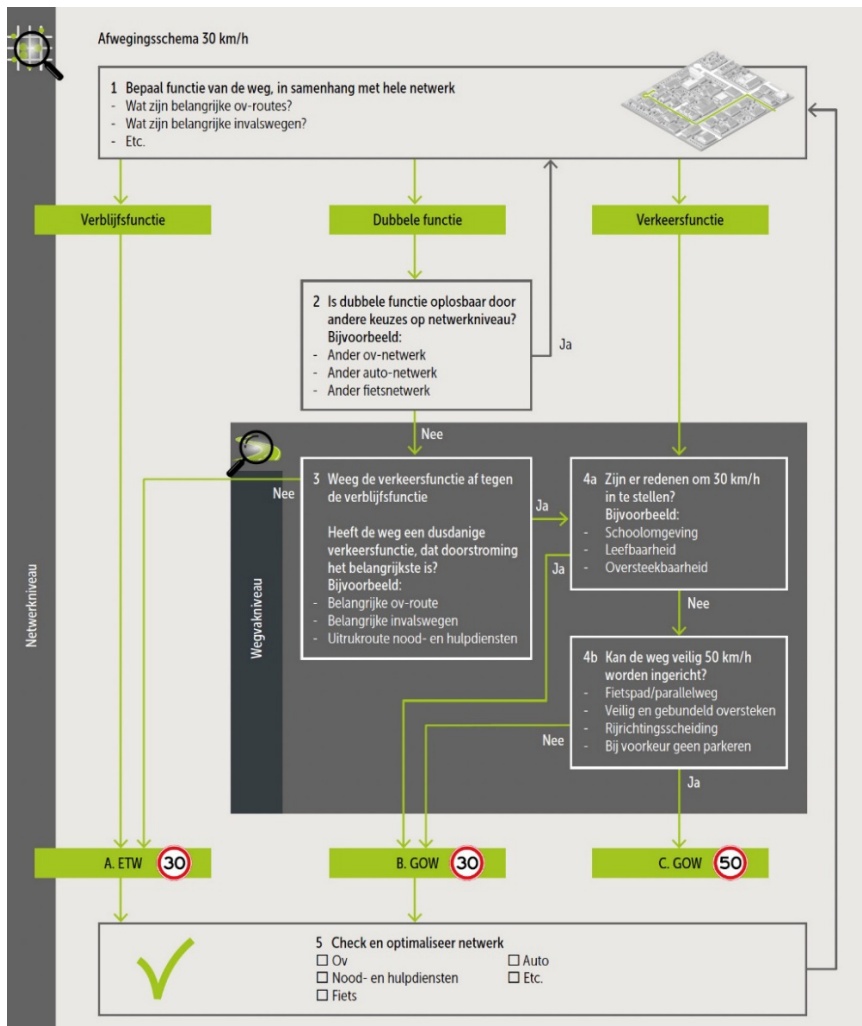 Afwegingsschema 30 km/h
1 Bepaal functie van de weg, in samenhang met hele netwerk
- Wat zijn belangrijke ov-routes?
- Wat zijn belangrijke invalswegen?
- Etc.
Verblijfsfunctie
Dubbele functie
Verkeersfunctie
2 Is dubbele functie oplosbaar door
andere keuzes op netwerkniveau?
Bijvoorbeeld:
- Ander ov-netwerk
- Ander auto-netwerk
- Ander fietsnetwerk
Ja
Nee
Netwerkniveau
Wegvakniveau
Nee
3 Weeg de verkeersfunctie af tegen
de verblijfsfunctie
Heeft de weg een dusdanige
verkeersfunctie, dat doorstroming
het belangrijkste is?
Bijvoorbeeld:
- Belangrijke ov-route
- Belangrijke invalswegen
- Uitrukroute nood- en hulpdiensten
Ja
4a Zijn er redenen om 30 km/h
in te stellen?
Bijvoorbeeld:
- Schoolomgeving
- Leefbaarheid
- Oversteekbaarheid
Ja
Nee
4b Kan de weg veilig 50 km/h
worden ingericht?
- Fietspad/parallelweg
- Veilig en gebundeld oversteken
- Rijrichtingsscheiding
- Bij voorkeur geen parkeren
Nee
Ja
A. ETW 30
B. GOW 30
C. GOW 50
5 Check en optimaliseer netwerk
☐ Ov
☐ Auto
☐ Nood- en hulpdiensten
☐ Etc.
☐ Fiets